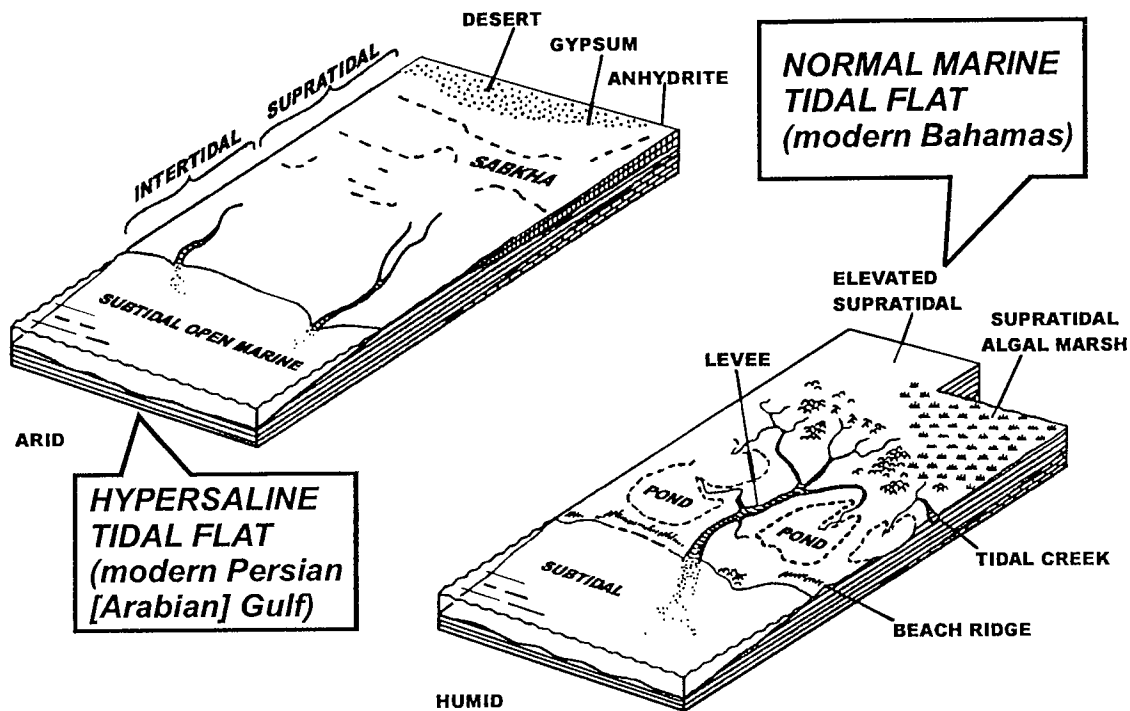 DESERT
GYPSUM
ANHYDRITE
SUPRATIDAL
INTERTIDAL
SABKHA
SUBTIDAL OPEN MARINE
ARID
HYPERSALINE
TIDAL FLAT
(modern Persian
[Arabian] Gulf)
NORMAL MARINE
TIDAL FLAT
(modern Bahamas)
ELEVATED
SUPRATIDAL
SUPRATIDAL
ALGAL MARSH
LEVEE
POND
POND
SUBTIDAL
TIDAL CREEK
BEACH RIDGE
HUMID